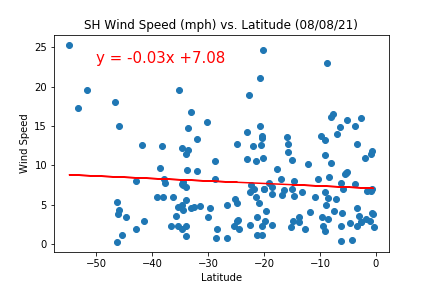 SH Wind Speed (mph) vs. Latitude (08/08/21)
25
y = -0.03x +7.08
20
15
Wind Speed
10
5
0
−50 −40 −30 −20 −10 0
Latitude